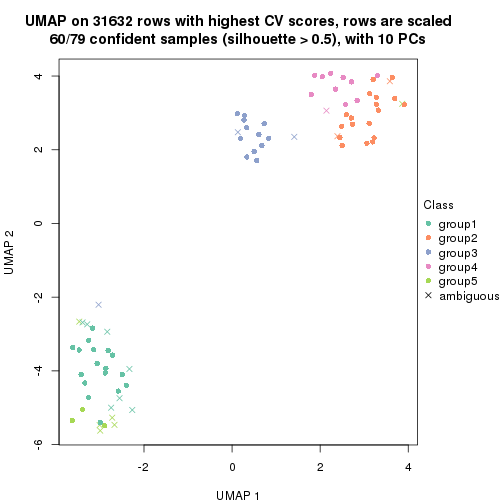 UMAP on 31632 rows with highest CV scores, rows are scaled
60/79 confident samples (silhouette > 0.5), with 10 PCs
4
2
0
-2
-4
-6
UMAP 2
-2
0
2
4
UMAP 1
Class
group1
group2
group3
group4
group5
ambiguous